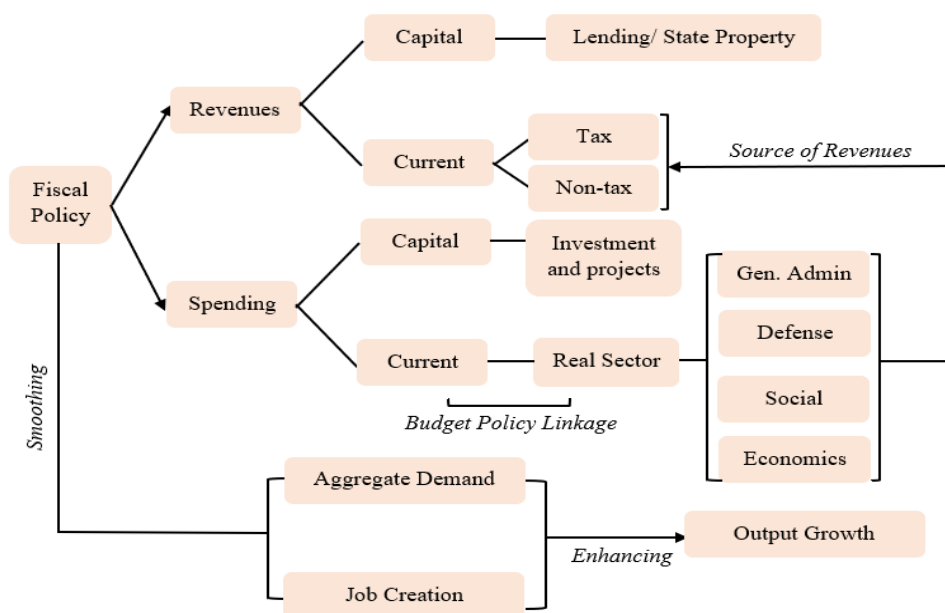 Capital
Lending/ State Property
Revenues
Tax
Current
Source of Revenues
Non-tax
Fiscal
Policy
Capital
Investment
and projects
Gen. Admin
Spending
Defense
Current
Real Sector
Smoothing
Social
Budget Policy Linkage
Economics
Aggregate Demand
Output Growth
Enhancing
Job Creation